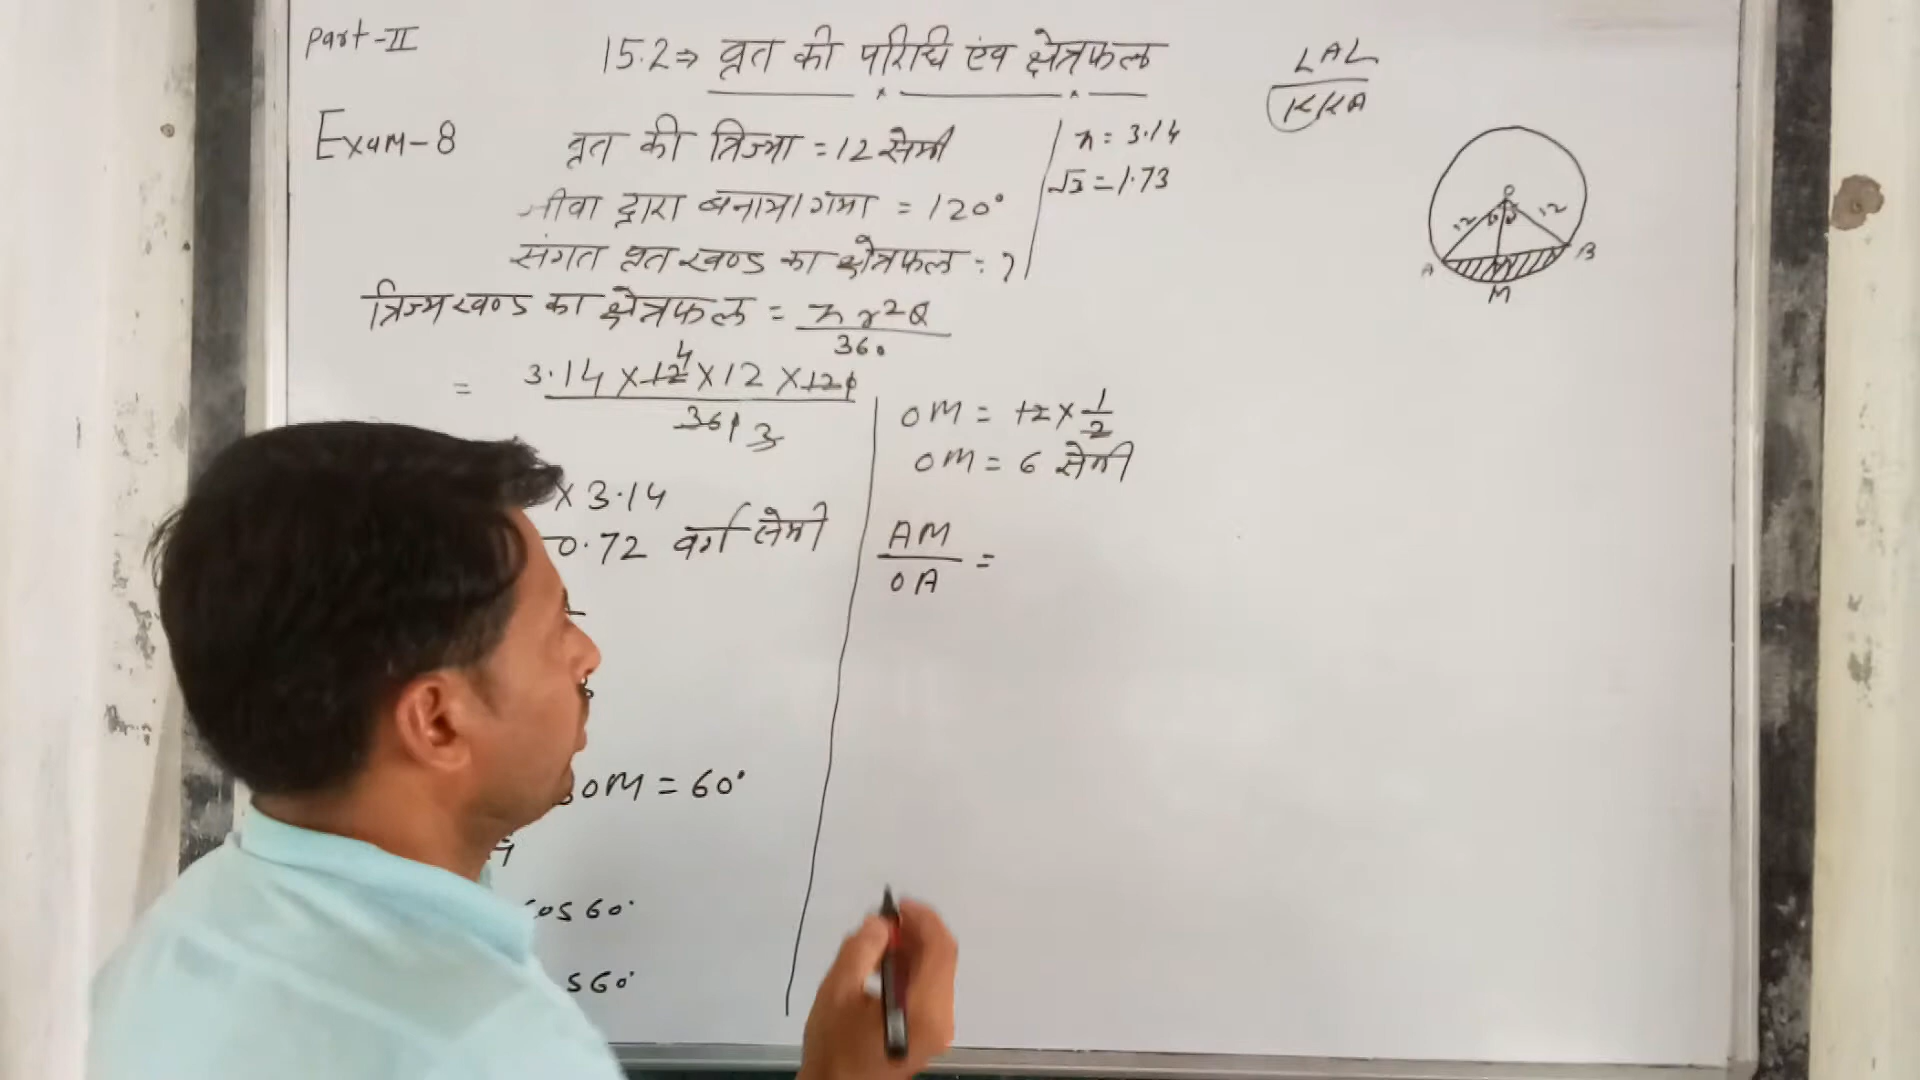 Part-II
15.2⇒ वृत की परिधि एंव क्षेत्रफल
LAL
KKA
Exam-8
वृत की त्रिज्या = 12 सेमी
π = 3.14
√3 = 1.73
जीवा द्वारा बनाया गया = 120°
संगत वृत खण्ड का क्षेत्रफल = ?
त्रिज्यखण्ड का क्षेत्रफल = πr²θ
360
= 3.14 × 12 4 × 12 × 120
360 3
× 3.14
0.72 वर्ग सेमी
OM = 60°
cos 60°
s 60°
OM = 12 × 1/2
OM = 6 सेमी
AM/OA =
O
12 12
A B
M